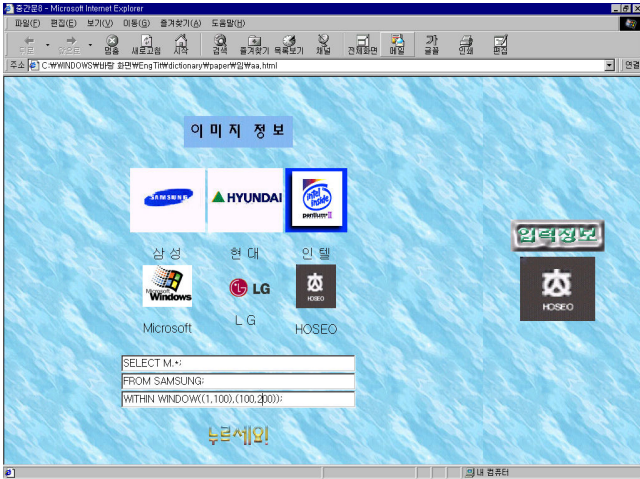 중간문8 - Microsoft Internet Explorer
파일(F) 편집(E) 보기(V) 이동(G) 즐겨찾기(A) 도움말(H)
뒤로 앞으로 멈춤 새로고침 시작 검색 즐겨찾기 목록보기 채널 전체화면 메일 글꼴 인쇄 편집
주소 C:₩WINDOWS₩바탕 화면₩EngTit₩dictionary₩paper₩임₩aa.html 연결
이미지 정보
SAMSUNG HYUNDAI intel inside pentium II
삼성 현대 인텔
입력정보
Microsoft Windows LG HOSEO
HOSEO
Microsoft LG HOSEO
SELECT M.*;
FROM SAMSUNG;
WITHIN WINDOW((1,100),(100,200));
누르세요!
내 컴퓨터